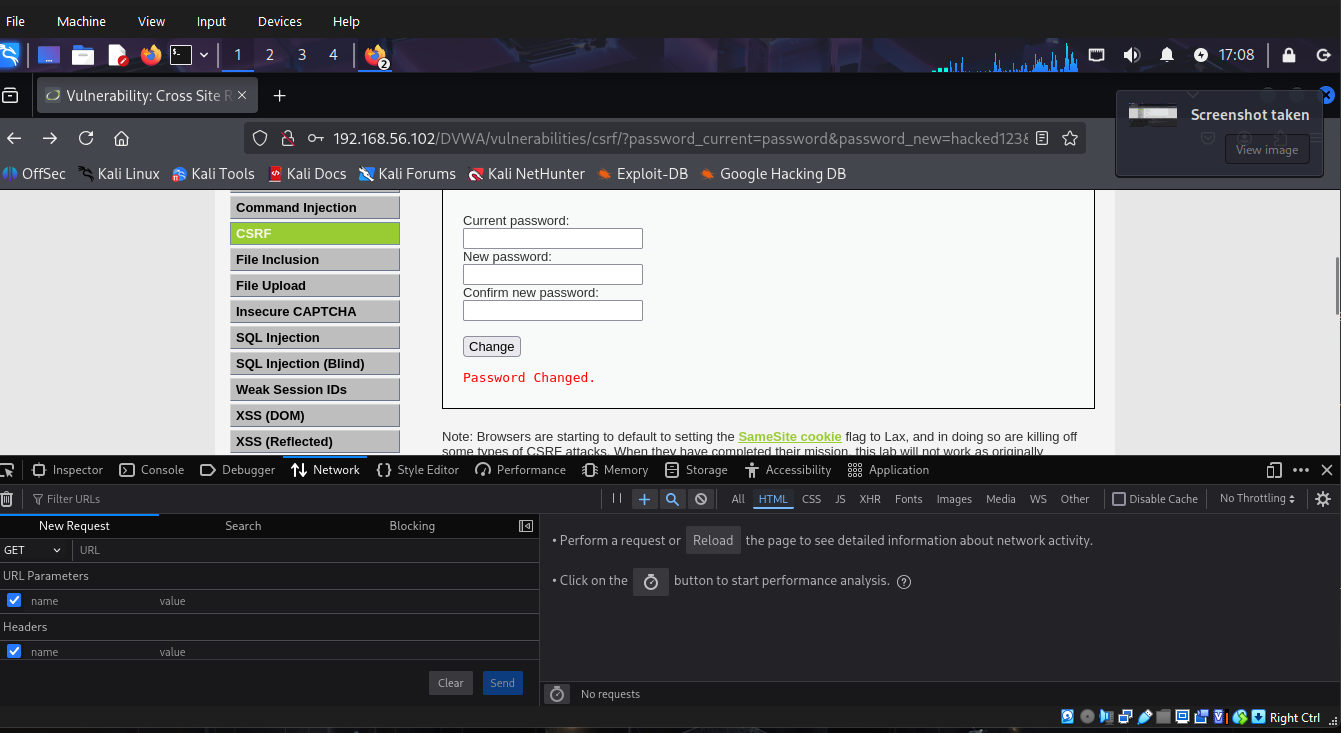 File Machine View Input Devices Help
1 2 3 4 2 17:08
Vulnerability: Cross Site R
Screenshot taken
View image
192.168.56.102/DVWA/vulnerabilities/csrf/?password_current=password&password_new=hacked123&
OffSec Kali Linux Kali Tools Kali Docs Kali Forums Kali NetHunter Exploit-DB Google Hacking DB
Command Injection
CSRF
File Inclusion
File Upload
Insecure CAPTCHA
SQL Injection
SQL Injection (Blind)
Weak Session IDs
XSS (DOM)
XSS (Reflected)
Current password:
New password:
Confirm new password:
Change
Password Changed.
Note: Browsers are starting to default to setting the SameSite cookie flag to Lax, and in doing so are killing off
some types of CSRF attacks. When they have completed their mission, this lab will not work as originally
Inspector Console Debugger Network Style Editor Performance Memory Storage Accessibility Application
Filter URLs All HTML CSS JS XHR Fonts Images Media WS Other Disable Cache No Throttling
New Request Search Blocking
GET URL
URL Parameters
name value
Headers
name value
Clear Send
• Perform a request or Reload the page to see detailed information about network activity.
• Click on the button to start performance analysis. ?
No requests
Right Ctrl